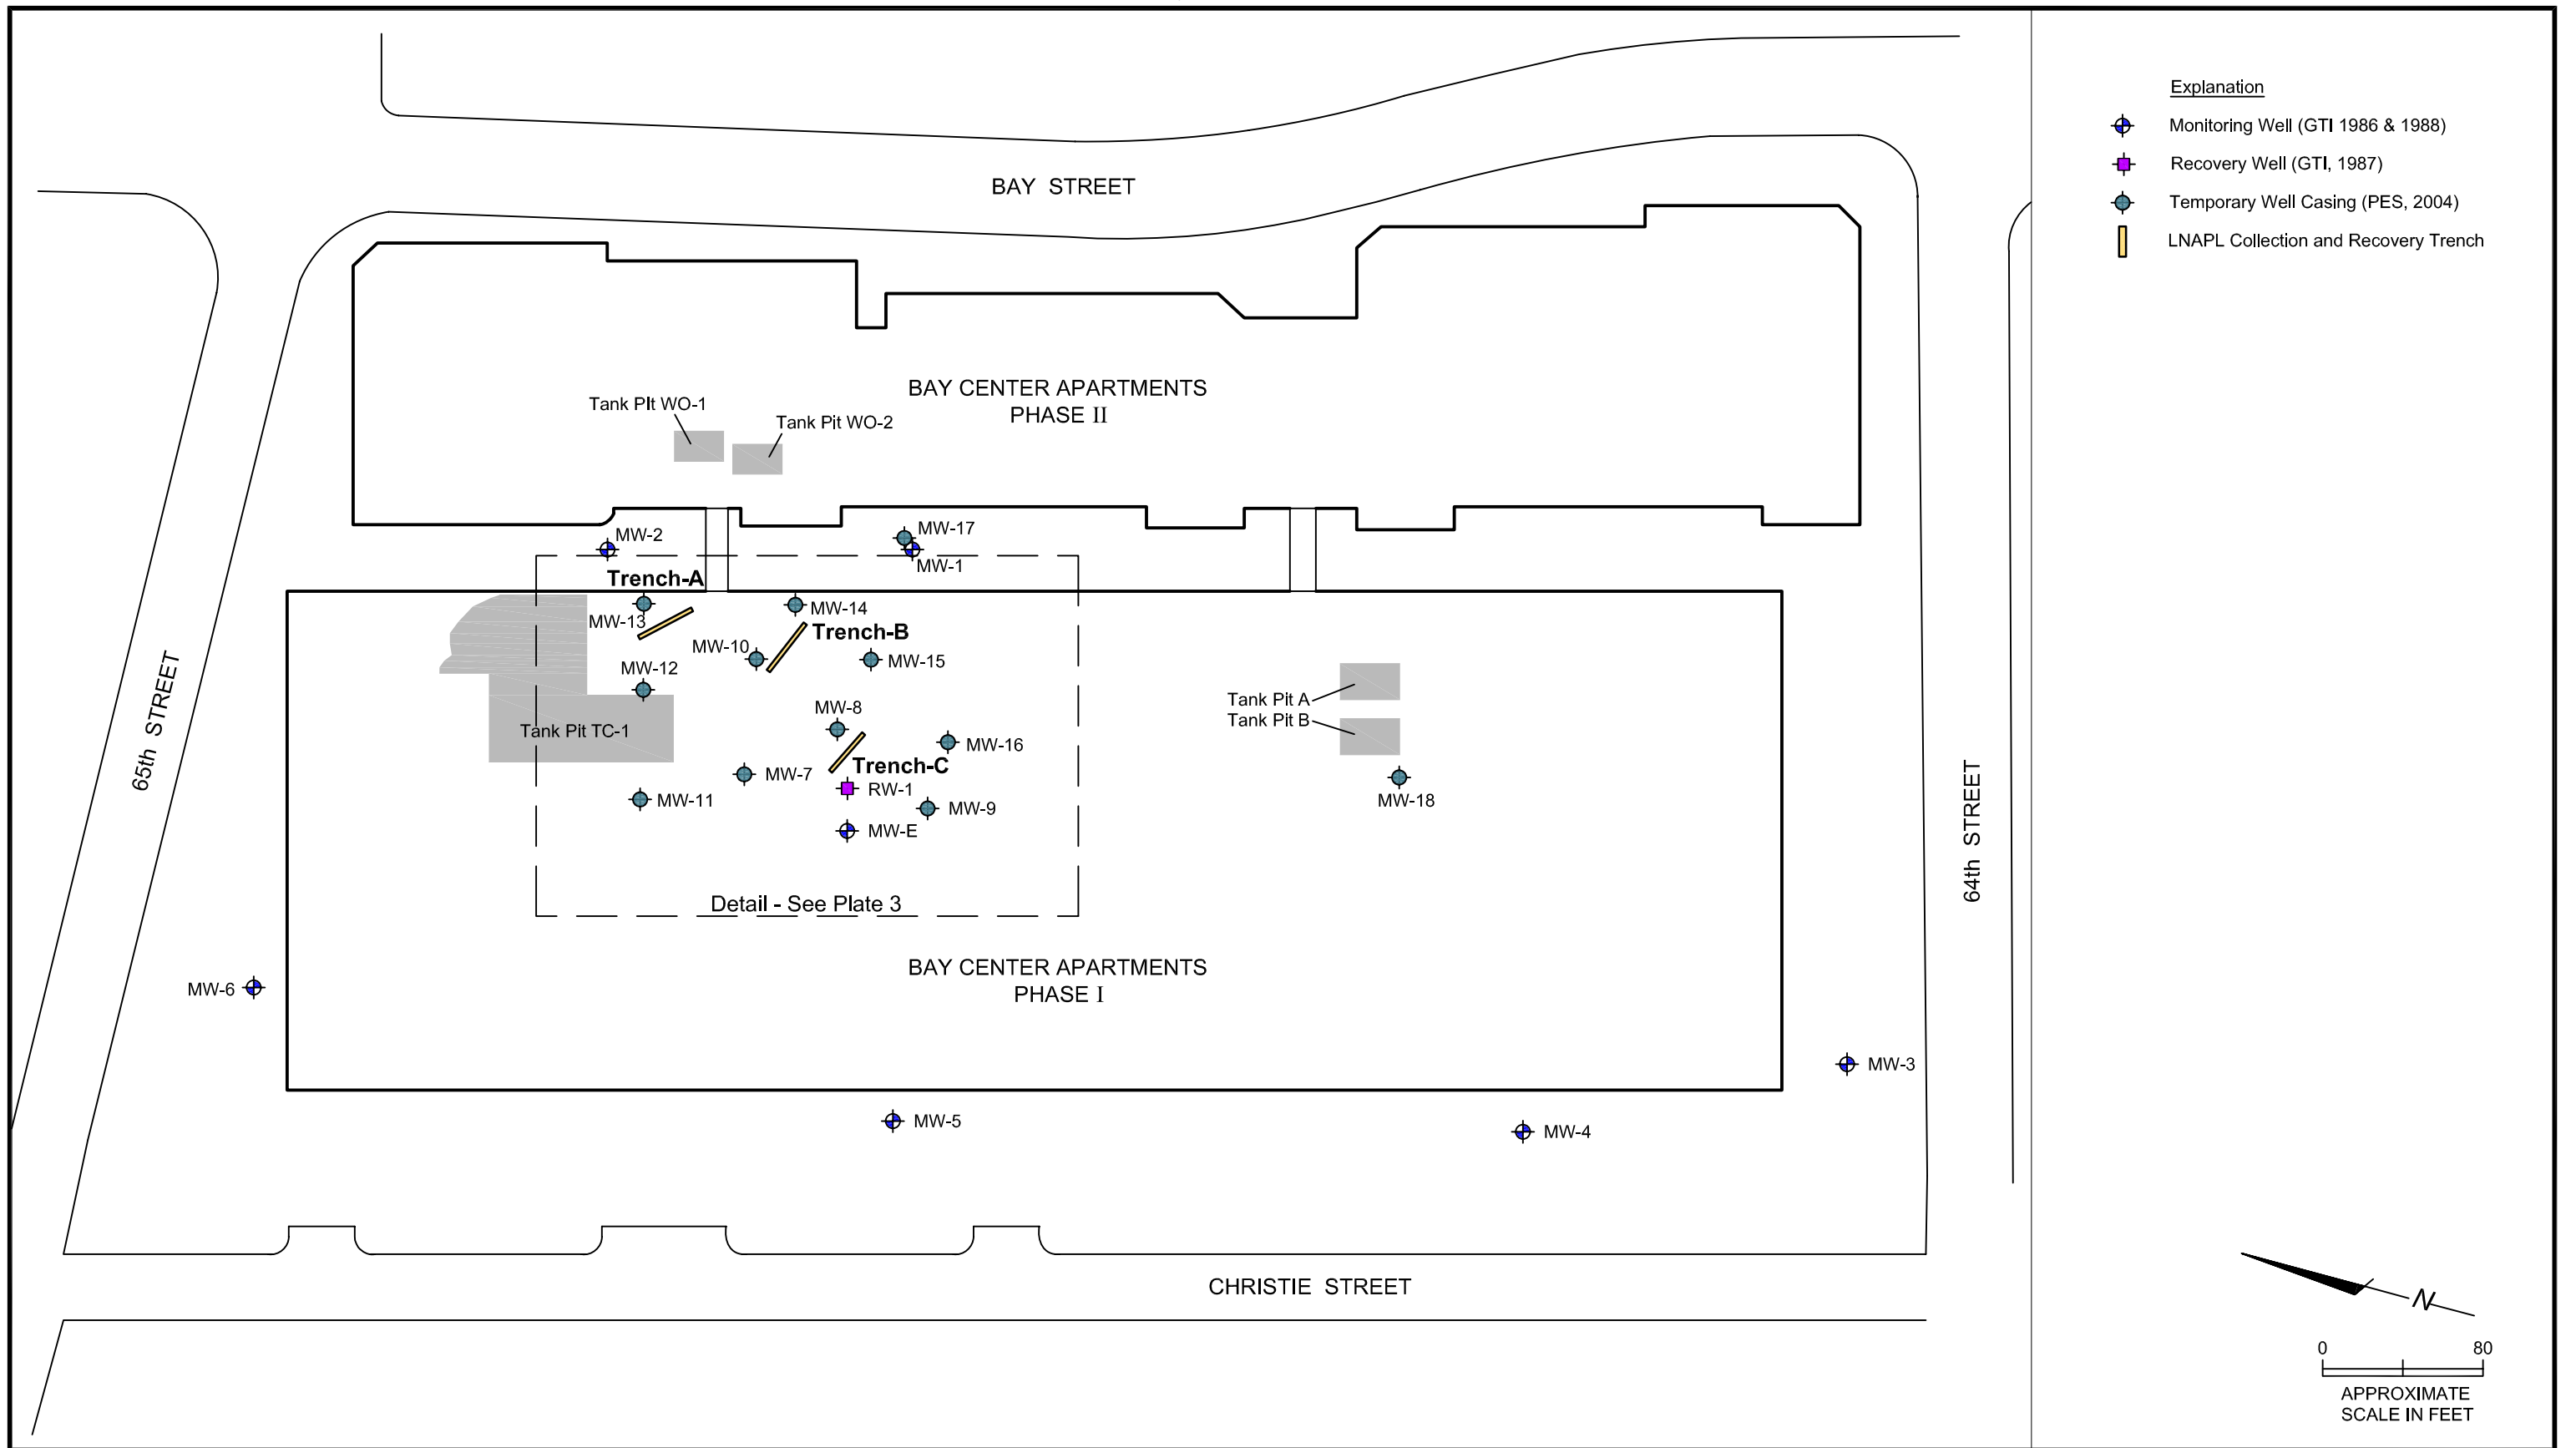 Explanation
Monitoring Well (GTI 1986 & 1988)
Recovery Well (GTI, 1987)
Temporary Well Casing (PES, 2004)
LNAPL Collection and Recovery Trench
BAY STREET
BAY CENTER APARTMENTS
PHASE II
Tank PIt WO-1
Tank Pit WO-2
MW-17
MW-2
MW-1
Trench-A
MW-14
MW-13
Trench-B
MW-10
MW-15
MW-12
Tank Pit A
Tank Pit B
MW-8
Tank Pit TC-1
MW-16
Trench-C
MW-7
RW-1
MW-11
MW-9
MW-18
MW-E
65th STREET
64th STREET
Detail - See Plate 3
BAY CENTER APARTMENTS
PHASE I
MW-6
MW-3
MW-5
MW-4
CHRISTIE STREET
N
0 80
APPROXIMATE
SCALE IN FEET